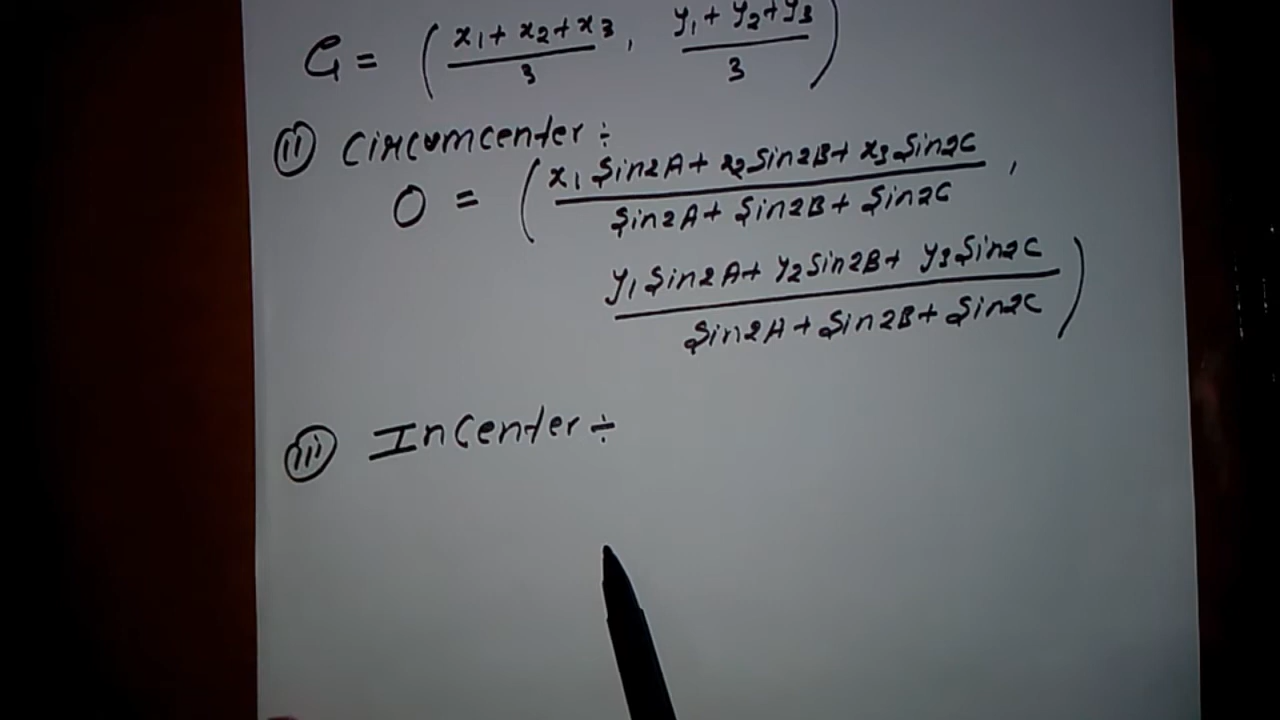 G = ( x₁ + x₂ + x₃ / 3 , y₁ + y₂ + y₃ / 3 )
(ii) Circumcenter ÷
O = ( x₁ Sin2A + x₂ Sin2B + x₃ Sin2C / Sin2A + Sin2B + Sin2C ,
y₁ Sin2A + y₂ Sin2B + y₃ Sin2C / Sin2A + Sin2B + Sin2C )
(iii) InCenter ÷